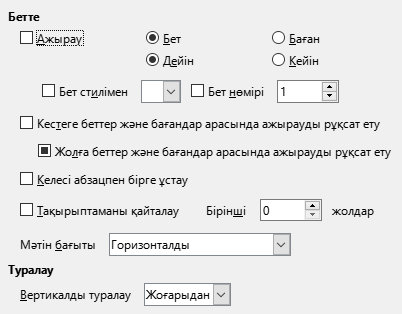 Бетте
Ажырау Бет Баған
Дейін Кейін
Бет стилімен Бет нөмірі 1
Кестеге беттер және бағандар арасында ажырауды рұқсат ету
Жолға беттер және бағандар арасында ажырауды рұқсат ету
Келесі абзацпен бірге ұстау
Тақырыптаманы қайталау Бірінші 0 жолдар
Мәтін бағыты Горизонталды
Туралау
Вертикалды туралау Жоғарыдан